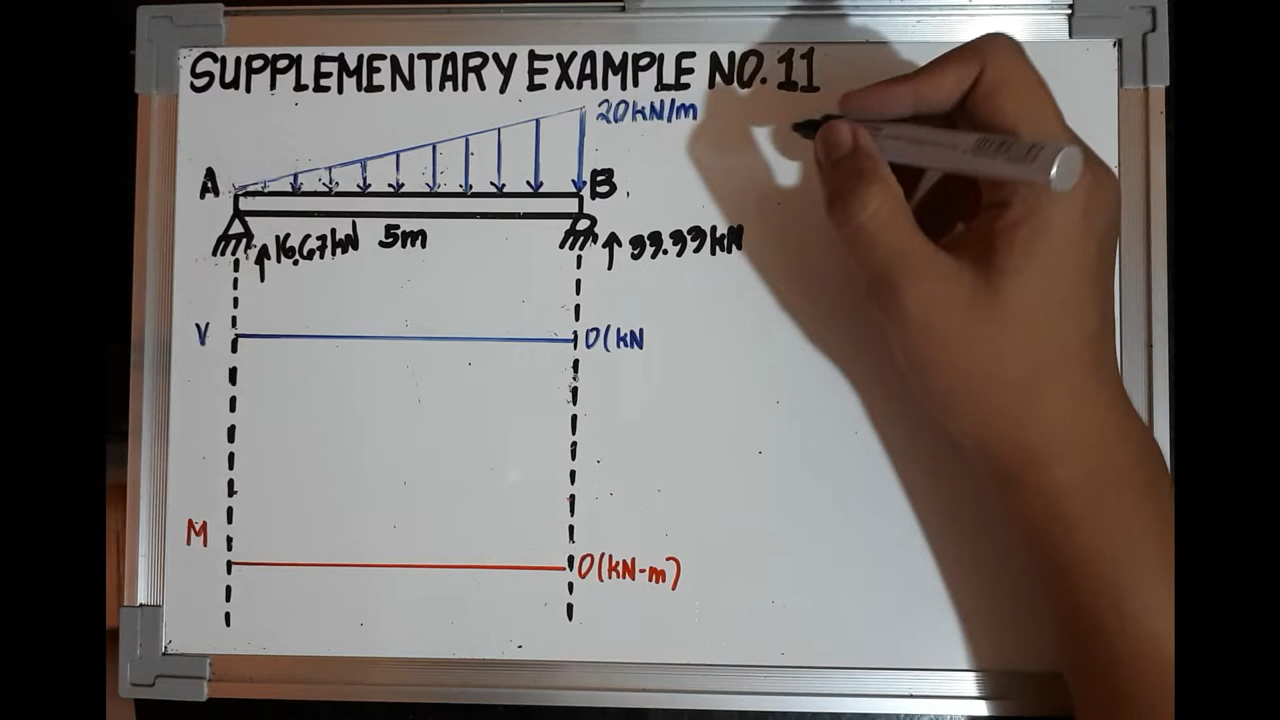 SUPPLEMENTARY EXAMPLE NO. 11
20kN/m
A
B
16.67kN
5m
33.33kN
V
0(kN
M
0(kN-m)